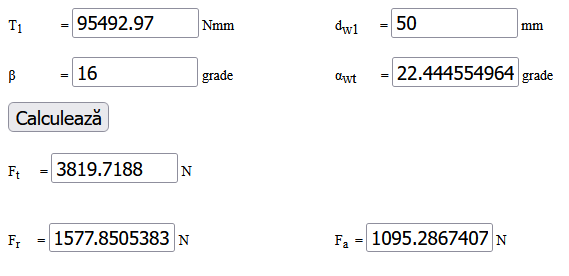 T1 = 95492.97 Nmm dw1 = 50 mm
β = 16 grade αwt = 22.444554964 grade
Calculează
Ft = 3819.7188 N
Fr = 1577.8505383 N Fa = 1095.2867407 N